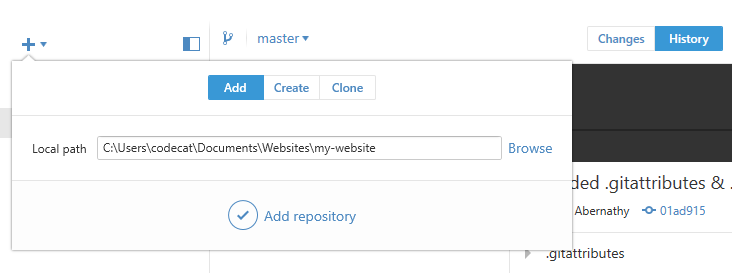 master
Changes
History
Add
Create
Clone
Local path
C:\Users\codecat\Documents\Websites\my-website
Browse
ded .gitattributes & .
Abernathy
01ad915
Add repository
.gitattributes